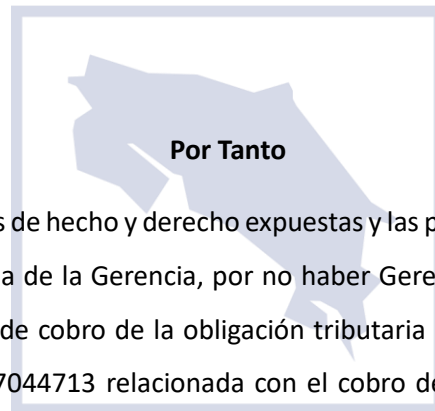 Por Tanto
s de hecho y derecho expuestas y las p
a de la Gerencia, por no haber Gere
de cobro de la obligación tributaria
7044713 relacionada con el cobro de